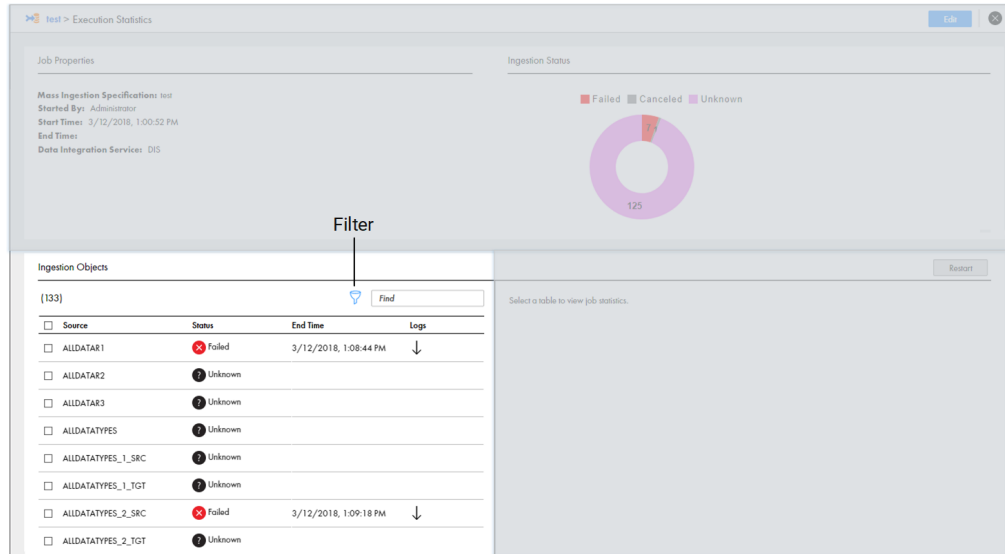 test > Execution Statistics
Edit
Job Properties
Ingestion Status
Mass Ingestion Specification: test
Started By: Administrator
Start Time: 3/12/2018, 1:00:52 PM
End Time:
Data Integration Service: DIS
Failed Canceled Unknown
7
125
Filter
Ingestion Objects
Restart
(133)
Find
Select a table to view job statistics.
Source Status End Time Logs
ALLDATAR1 Failed 3/12/2018, 1:08:44 PM
ALLDATAR2 Unknown
ALLDATAR3 Unknown
ALLDATATYPES Unknown
ALLDATATYPES_1_SRC Unknown
ALLDATATYPES_1_TGT Unknown
ALLDATATYPES_2_SRC Failed 3/12/2018, 1:09:18 PM
ALLDATATYPES_2_TGT Unknown